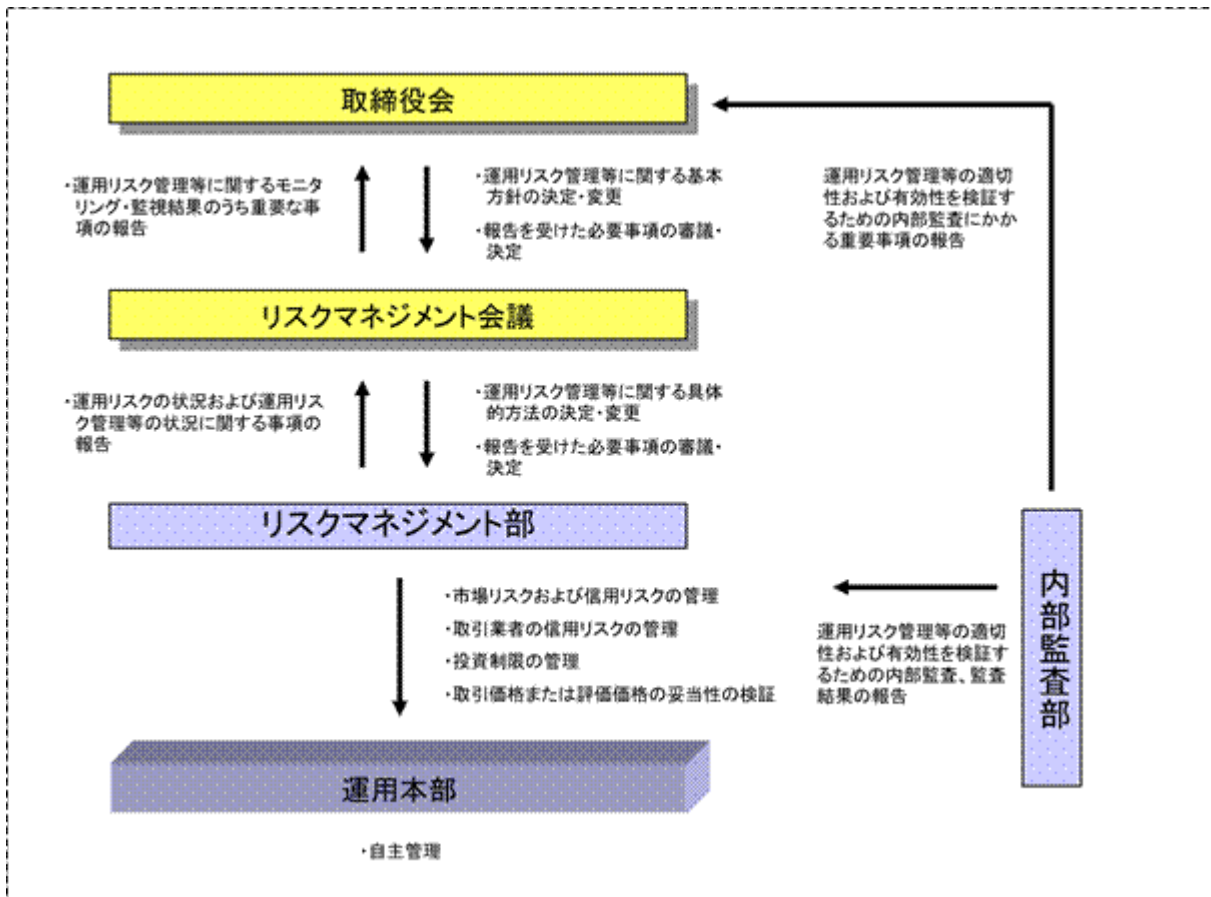 取締役会
・運用リスク管理等に関するモニタ
リング・監視結果のうち重要な事
項の報告
・運用リスク管理等に関する基本
方針の決定・変更
・報告を受けた必要事項の審議・
決定
運用リスク管理等の適切
性および有効性を検証す
るための内部監査にかか
る重要事項の報告
リスクマネジメント会議
・運用リスクの状況および運用リス
ク管理等の状況に関する事項の
報告
・運用リスク管理等に関する具体
的方法の決定・変更
・報告を受けた必要事項の審議・
決定
リスクマネジメント部
・市場リスクおよび信用リスクの管理
・取引業者の信用リスクの管理
・投資制限の管理
・取引価格または評価価格の妥当性の検証
運用リスク管理等の適切
性および有効性を検証す
るための内部監査、監査
結果の報告
内部監査部
運用本部
・自主管理